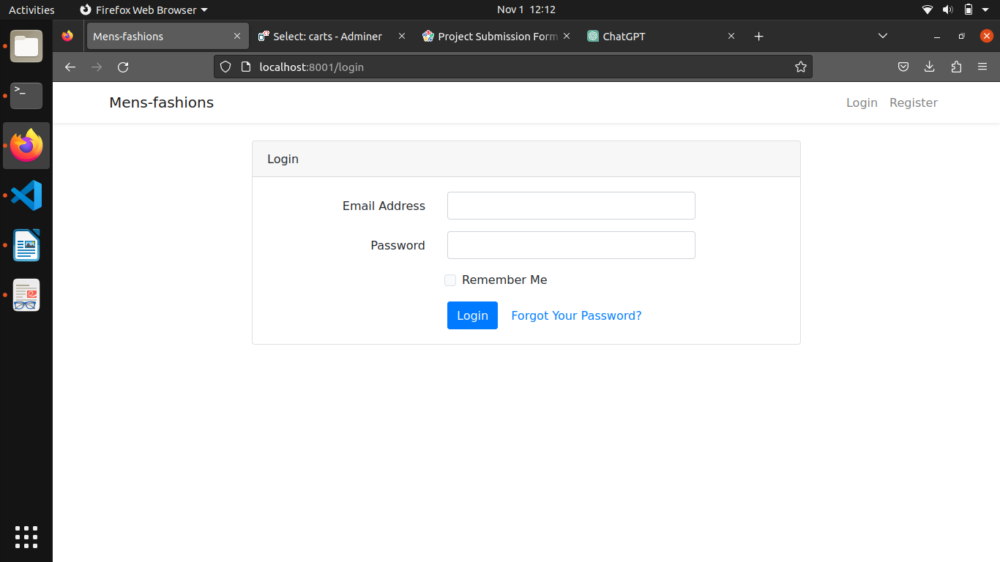 Activities
Firefox Web Browser
Nov 1 12:12
Mens-fashions
Select: carts - Adminer
Project Submission Form
ChatGPT
localhost:8001/login
Mens-fashions
Login
Register
Login
Email Address
Password
Remember Me
Login
Forgot Your Password?